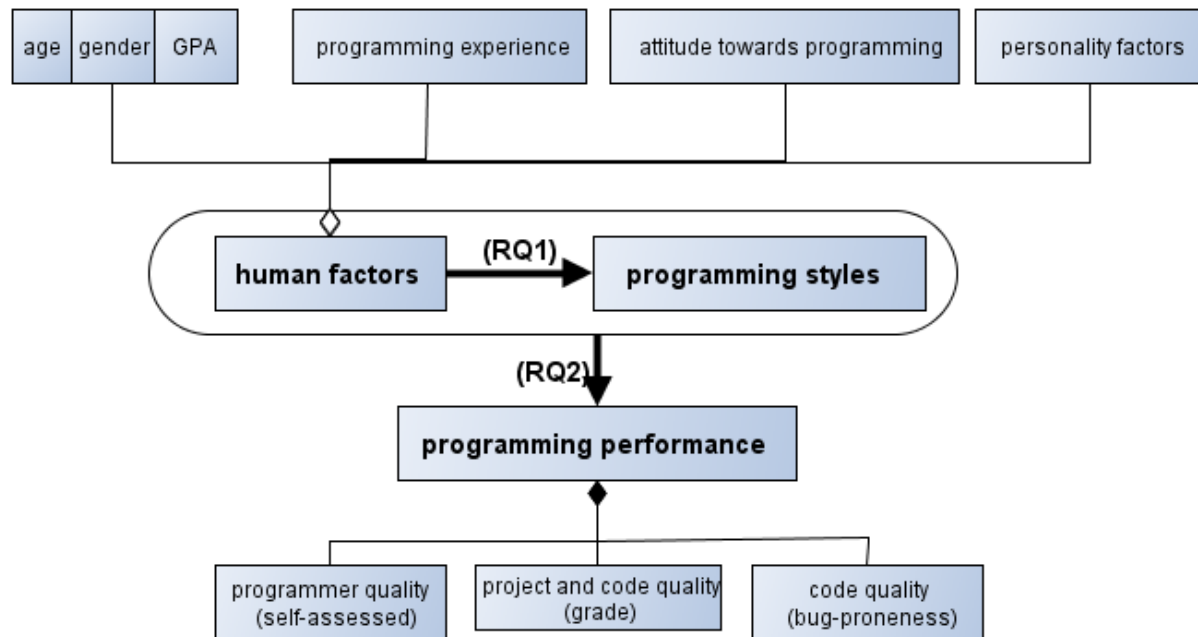 age gender GPA programming experience attitude towards programming personality factors
(RQ1)
human factors programming styles
(RQ2)
programming performance
programmer quality
(self-assessed)
project and code quality
(grade)
code quality
(bug-proneness)